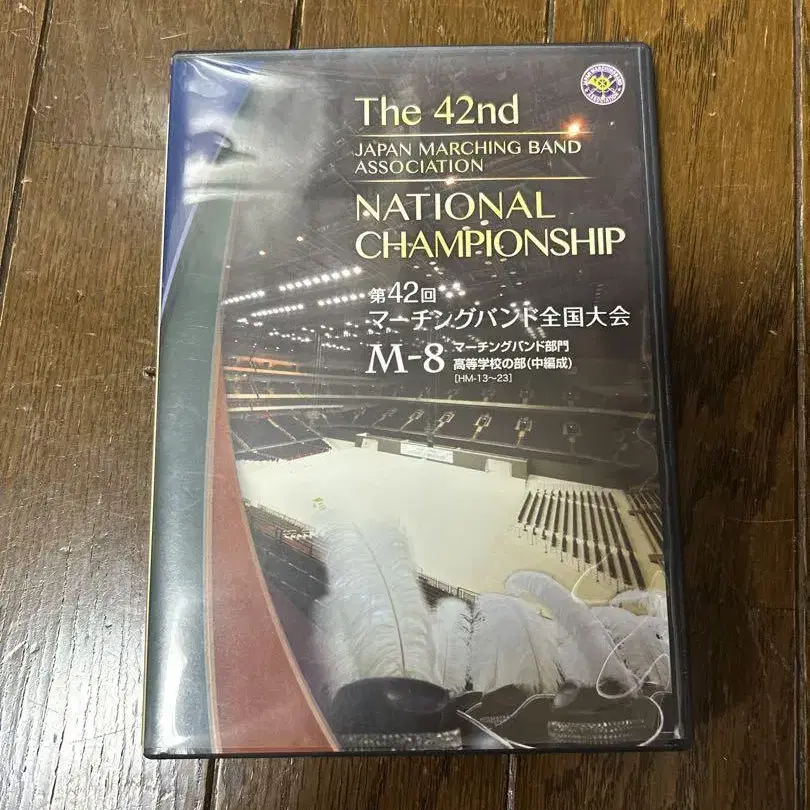 The 42nd
JAPAN MARCHING BAND
ASSOCIATION
NATIONAL
CHAMPIONSHIP
第42回
マーチングバンド全国大会
M-8
マーチングバンド部門
高等学校の部(中編成)
[HM-13～23]